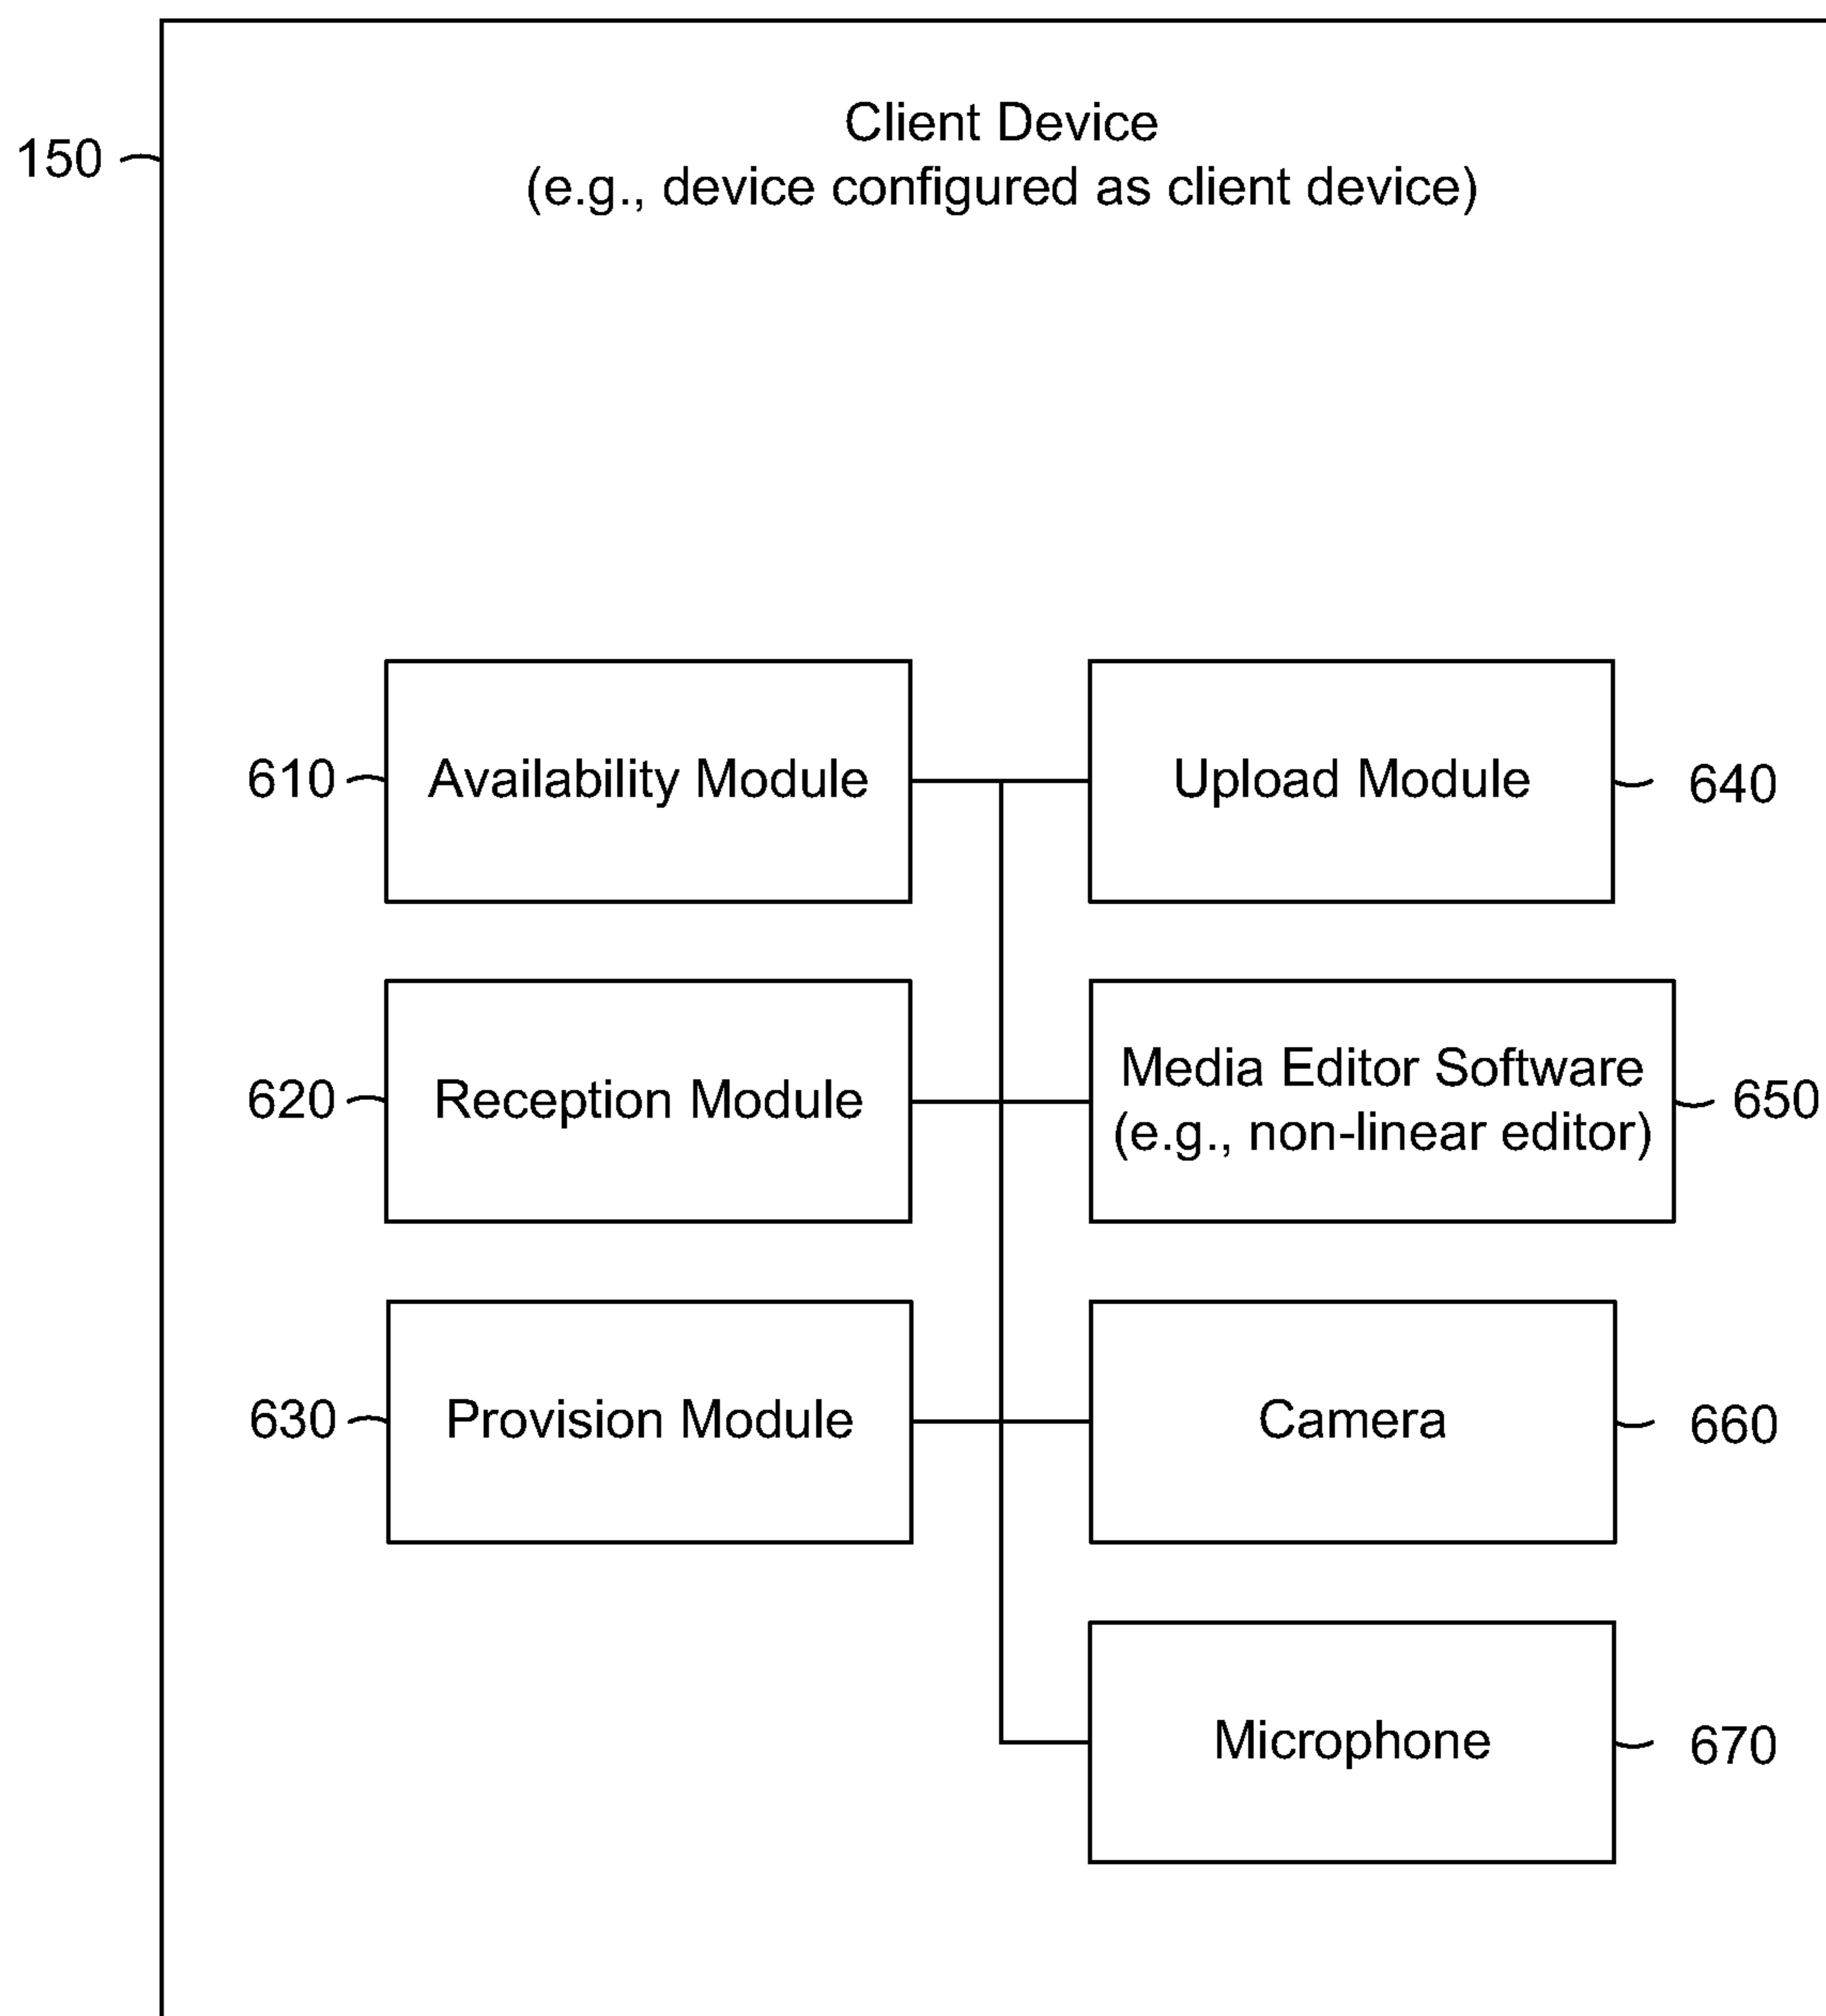 Client Device
(e.g., device configured as client device)
150
610
Availability Module
Upload Module
640
620
Reception Module
Media Editor Software
(e.g., non-linear editor)
650
630
Provision Module
Camera
660
Microphone
670